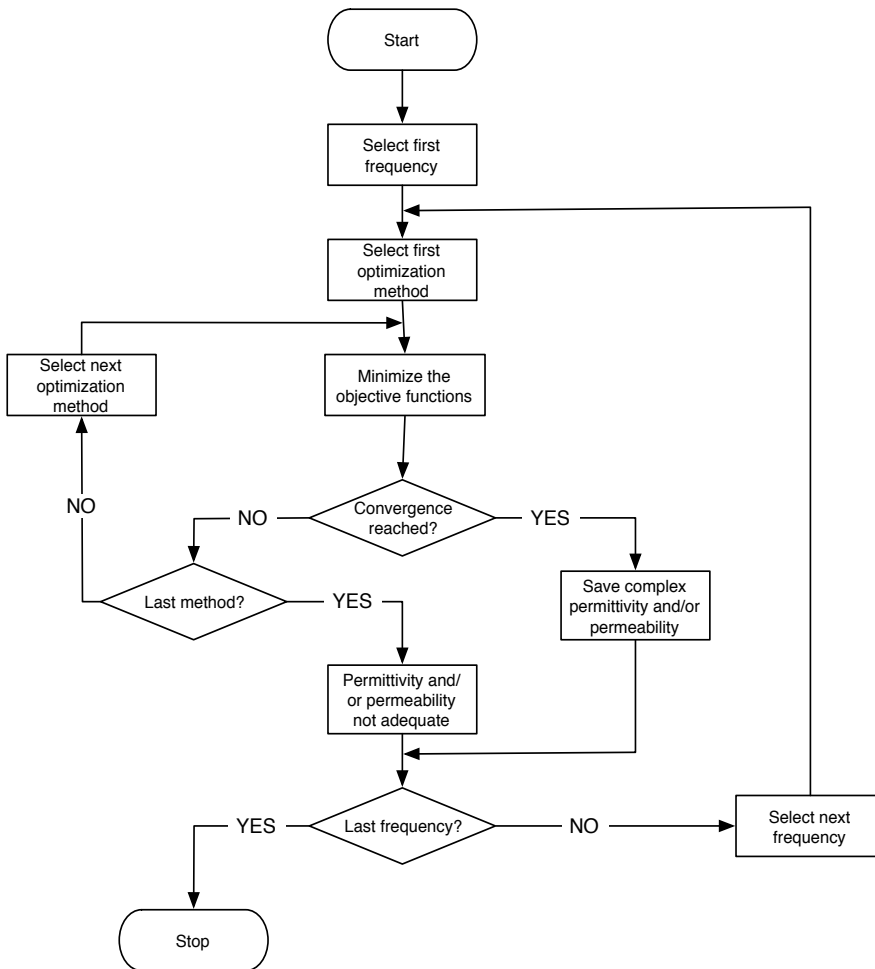 Start
Select first
frequency
Select first
optimization
method
Select next
optimization
method
Minimize the
objective functions
NO
Convergence
reached?
NO
YES
Last method?
YES
Save complex
permittivity and/or
permeability
Permittivity and/
or permeability
not adequate
YES
Last frequency?
NO
Select next
frequency
Stop